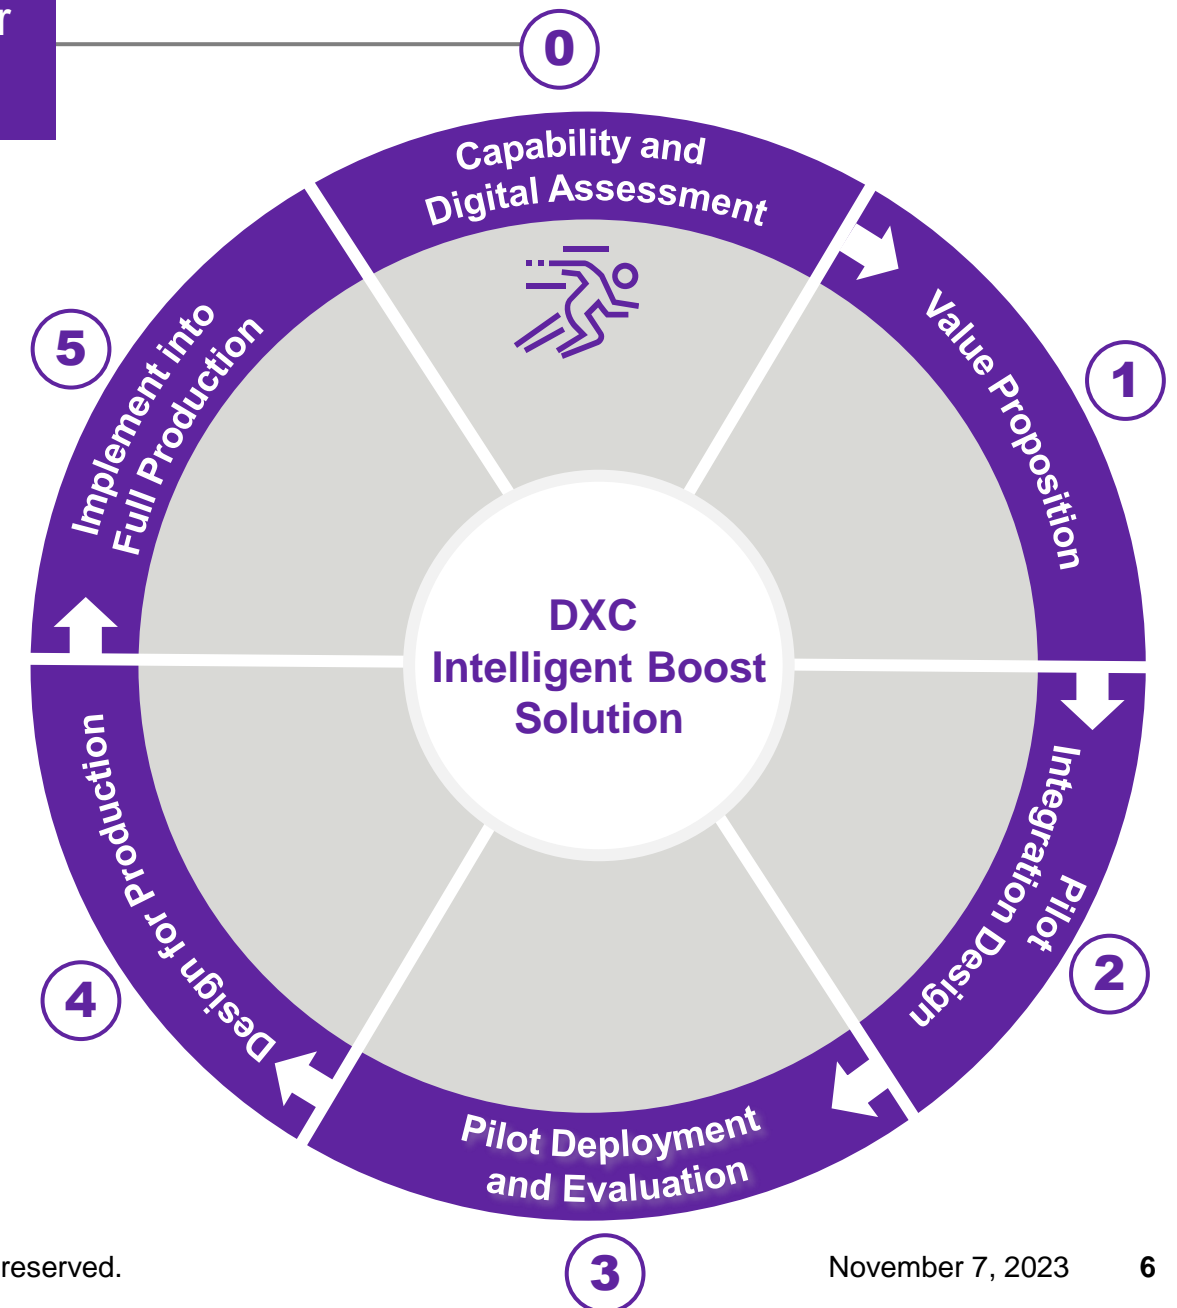 r
0
Capability and
Digital Assessment
1
Value Proposition
2
Pilot
Integration Design
3
Pilot Deployment
and Evaluation
4
Design for Production
5
Implement into
Full Production
DXC
Intelligent Boost
Solution
reserved.
November 7, 2023 6